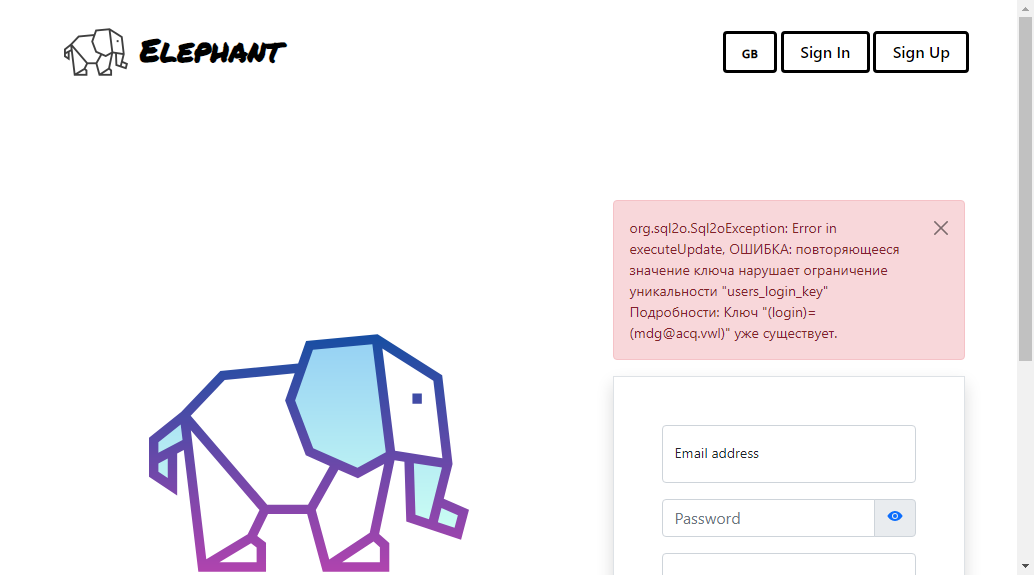 Elephant
GB
Sign In
Sign Up
org.sql2o.Sql2oException: Error in
executeUpdate, ОШИБКА: повторяющееся
значение ключа нарушает ограничение
уникальности "users_login_key"
Подробности: Ключ "(login)=
(mdg@acq.vwl)" уже существует.
Email address
Password